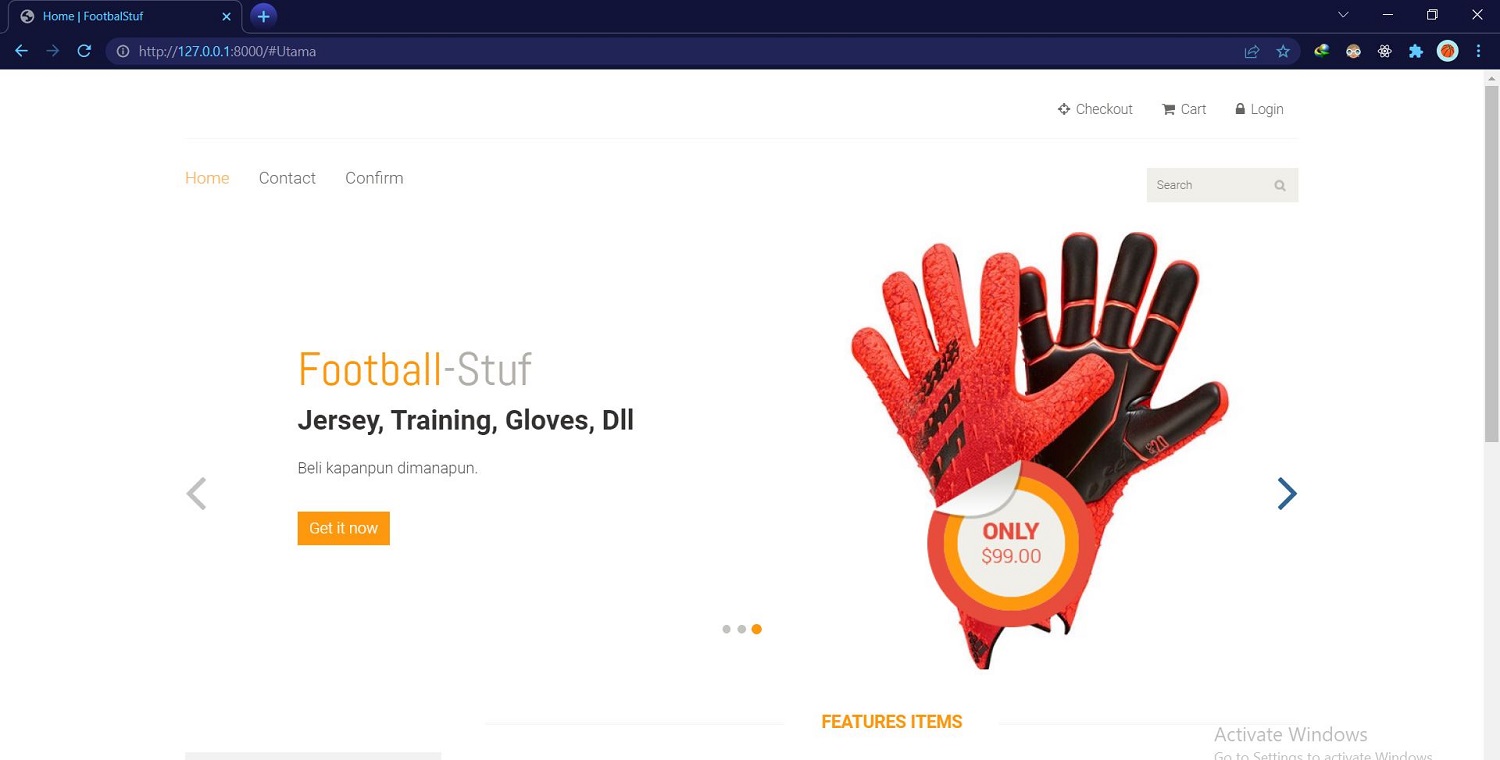 Home | FootbalStuf
http://127.0.0.1:8000/#Utama
Checkout Cart Login
Home Contact Confirm
Search
Football-Stuf
Jersey, Training, Gloves, Dll
Beli kapanpun dimanapun.
Get it now
ONLY
$99.00
FEATURES ITEMS
Activate Windows
Go to Settings to activate Windows.